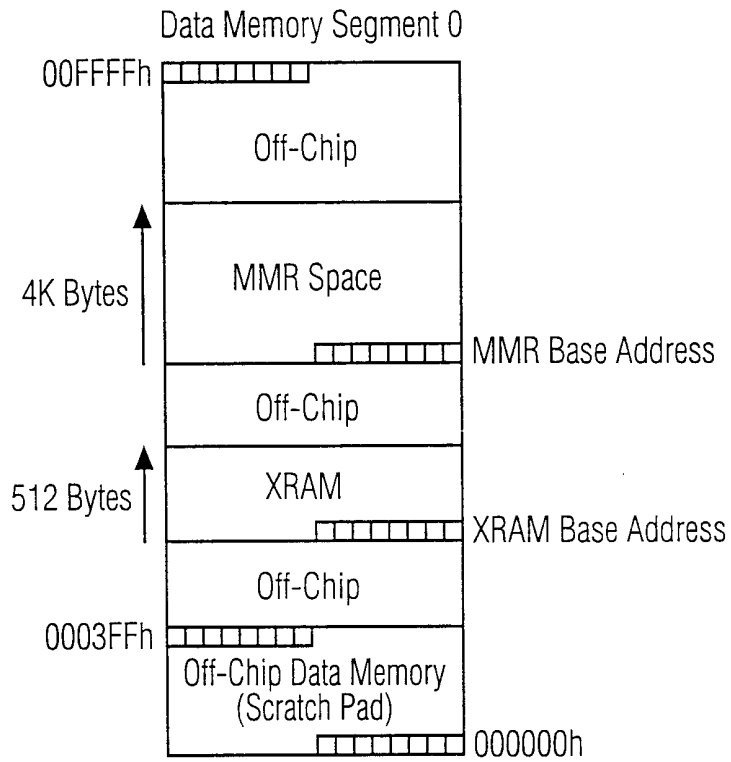 Data Memory Segment 0
00FFFFh
Off-Chip
4K Bytes
MMR Space
MMR Base Address
Off-Chip
512 Bytes
XRAM
XRAM Base Address
Off-Chip
0003FFh
Off-Chip Data Memory
(Scratch Pad)
000000h